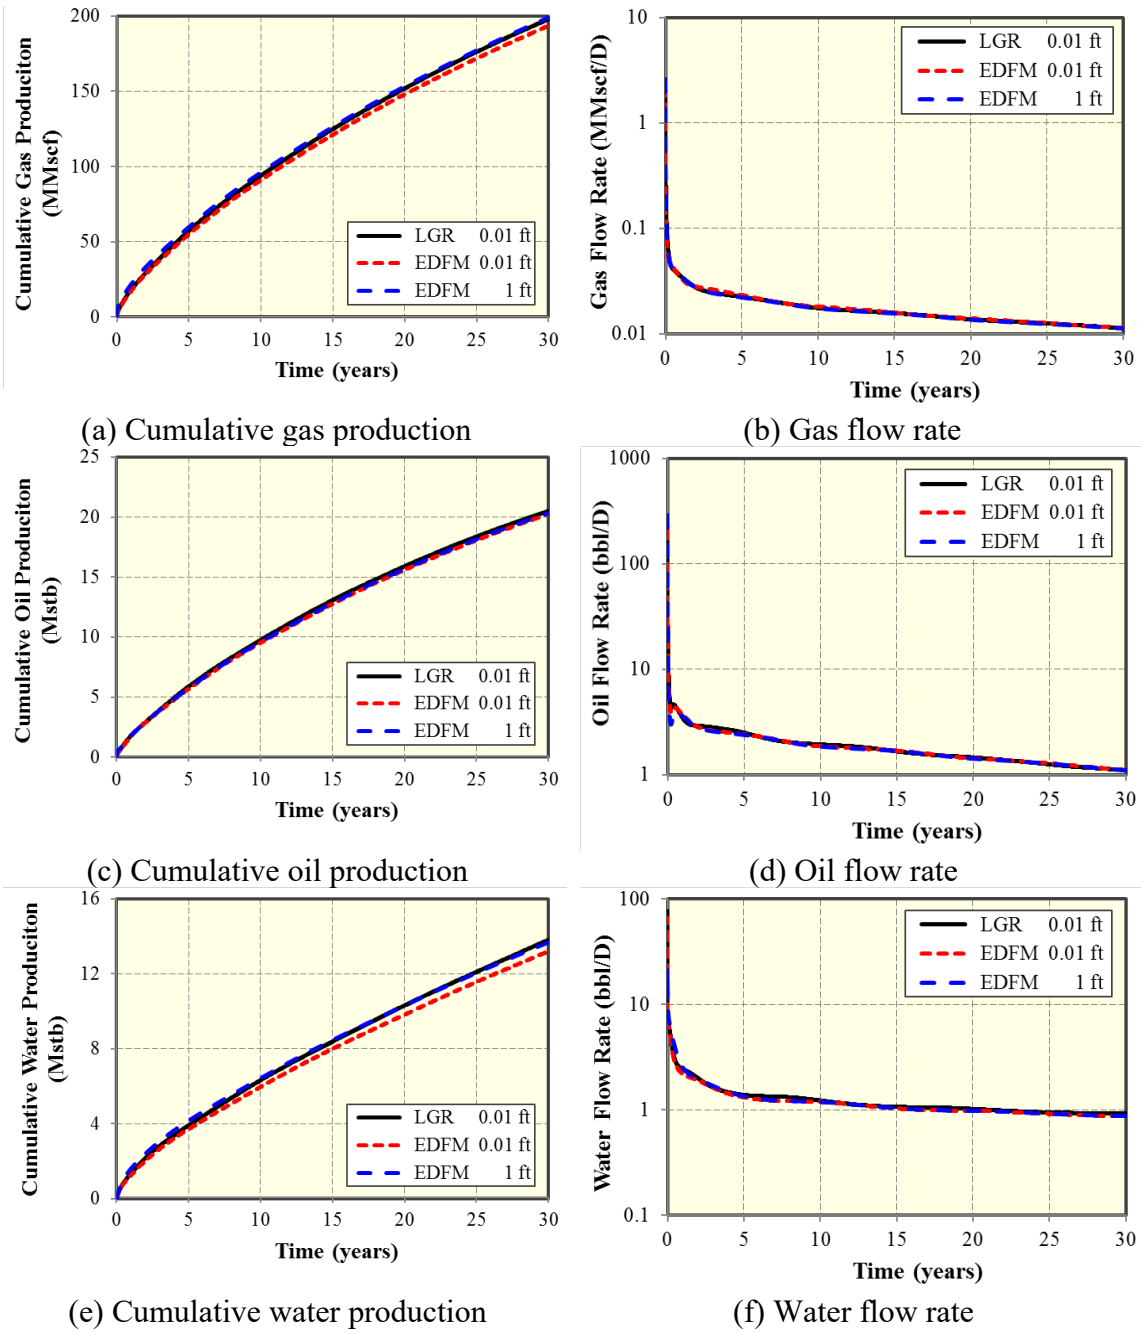 Cumulative Gas Produciton
(MMscf)
200
150
100
50
0
LGR 0.01 ft
EDFM 0.01 ft
EDFM 1 ft
0 5 10 15 20 25 30
Time (years)
(a) Cumulative gas production
Gas Flow Rate (MMscf/D)
10
1
0.1
0.01
LGR 0.01 ft
EDFM 0.01 ft
EDFM 1 ft
0 5 10 15 20 25 30
Time (years)
(b) Gas flow rate
Cumulative Oil Produciton
(Mstb)
25
20
15
10
5
0
LGR 0.01 ft
EDFM 0.01 ft
EDFM 1 ft
0 5 10 15 20 25 30
Time (years)
(c) Cumulative oil production
Oil Flow Rate (bbl/D)
1000
100
10
1
LGR 0.01 ft
EDFM 0.01 ft
EDFM 1 ft
0 5 10 15 20 25 30
Time (years)
(d) Oil flow rate
Cumulative Water Produciton
(Mstb)
16
12
8
4
0
LGR 0.01 ft
EDFM 0.01 ft
EDFM 1 ft
0 5 10 15 20 25 30
Time (years)
(e) Cumulative water production
Water Flow Rate (bbl/D)
100
10
1
0.1
LGR 0.01 ft
EDFM 0.01 ft
EDFM 1 ft
0 5 10 15 20 25 30
Time (years)
(f) Water flow rate